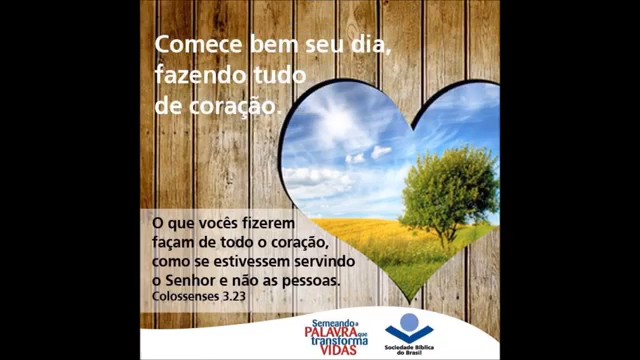 Comece bem seu dia,
fazendo tudo
de coração.
O que vocês fizerem
façam de todo o coração,
como se estivessem servindo
o Senhor e não as pessoas.
Colossenses 3.23
Semeando a
PALAVRA que
transforma
VIDAS
Sociedade Bíblica
do Brasil